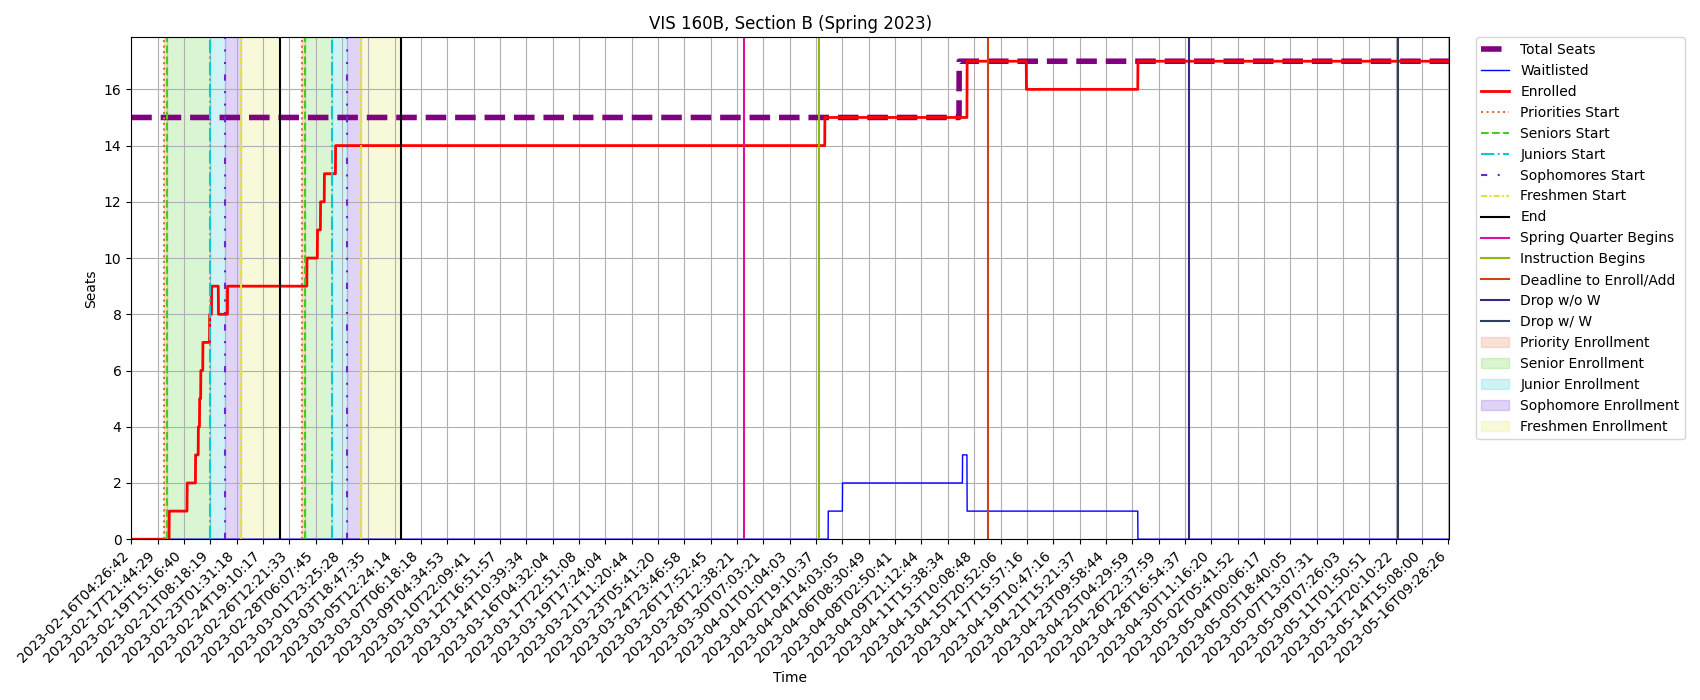 VIS 160B, Section B (Spring 2023)
Seats
16
14
12
10
8
6
4
2
0
2023-02-16T04:26:42
2023-02-17T21:44:29
2023-02-19T15:16:40
2023-02-21T08:18:19
2023-02-23T01:31:18
2023-02-24T19:10:17
2023-02-26T12:21:33
2023-02-28T06:07:45
2023-03-01T23:25:28
2023-03-03T18:47:35
2023-03-05T12:24:14
2023-03-07T06:18:18
2023-03-09T04:34:53
2023-03-10T22:09:41
2023-03-12T16:51:57
2023-03-14T10:39:34
2023-03-16T04:32:04
2023-03-17T22:51:08
2023-03-19T17:24:04
2023-03-21T11:20:44
2023-03-23T05:41:20
2023-03-24T23:46:58
2023-03-26T17:52:45
2023-03-28T12:38:21
2023-03-30T07:03:21
2023-04-01T01:04:03
2023-04-02T19:10:37
2023-04-04T14:03:05
2023-04-06T08:30:49
2023-04-08T02:50:41
2023-04-09T21:12:44
2023-04-11T15:38:34
2023-04-13T10:08:48
2023-04-15T20:52:06
2023-04-17T15:57:16
2023-04-19T10:47:16
2023-04-21T15:21:37
2023-04-23T09:58:44
2023-04-25T04:29:59
2023-04-26T22:37:59
2023-04-28T16:54:37
2023-04-30T11:16:20
2023-05-02T05:41:52
2023-05-04T00:06:17
2023-05-05T18:40:05
2023-05-07T13:07:31
2023-05-09T07:26:03
2023-05-11T01:50:51
2023-05-12T20:10:22
2023-05-14T15:08:00
2023-05-16T09:28:26
Time
Total Seats
Waitlisted
Enrolled
Priorities Start
Seniors Start
Juniors Start
Sophomores Start
Freshmen Start
End
Spring Quarter Begins
Instruction Begins
Deadline to Enroll/Add
Drop w/o W
Drop w/ W
Priority Enrollment
Senior Enrollment
Junior Enrollment
Sophomore Enrollment
Freshmen Enrollment